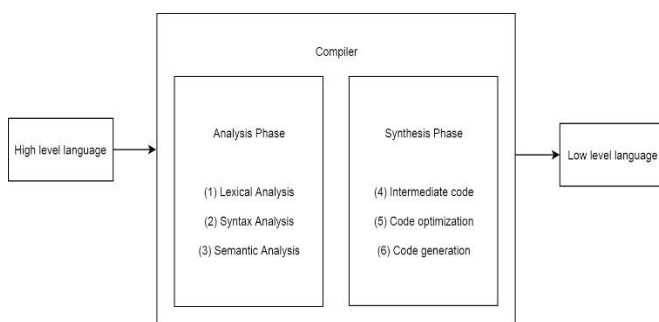 Compiler
High level language
Analysis Phase
(1) Lexical Analysis
(2) Syntax Analysis
(3) Semantic Analysis
Synthesis Phase
(4) Intermediate code
(5) Code optimization
(6) Code generation
Low level language